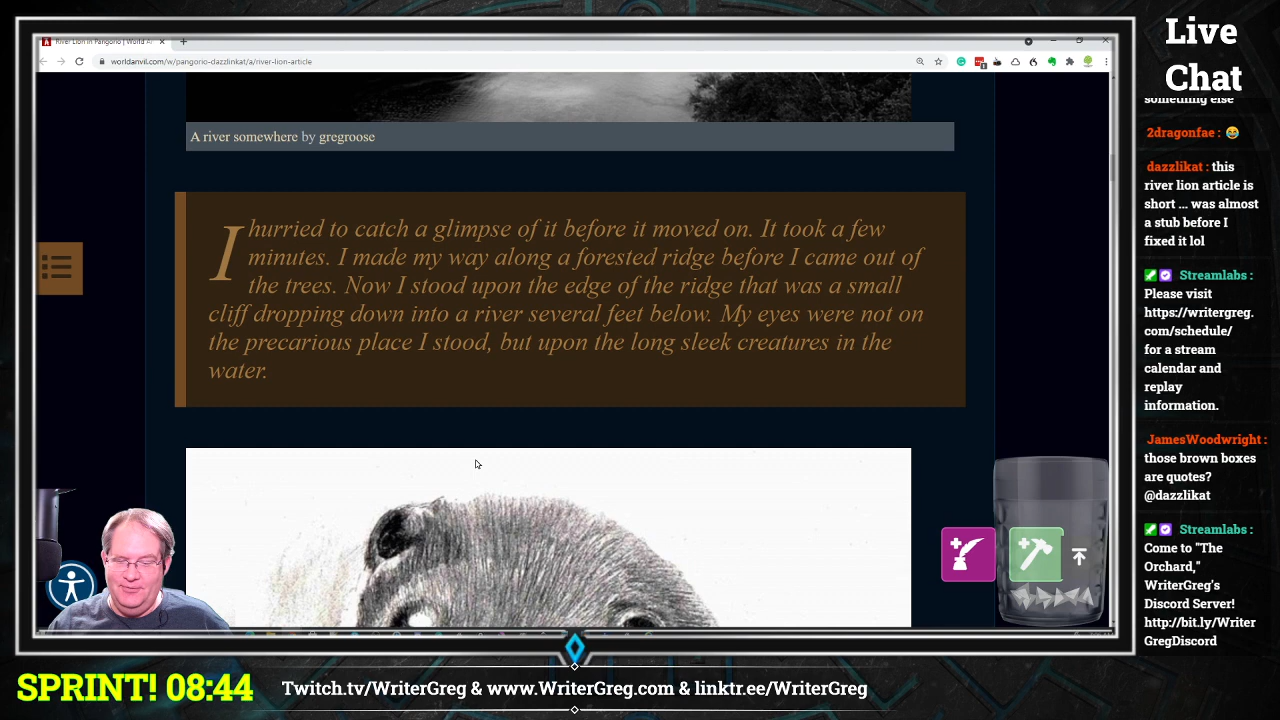 River Lion in Pangorio | World A
worldanvil.com/w/pangorio-dazzlinkat/a/river-lion-article
A river somewhere by gregroose
I hurried to catch a glimpse of it before it moved on. It took a few
minutes. I made my way along a forested ridge before I came out of
the trees. Now I stood upon the edge of the ridge that was a small
cliff dropping down into a river several feet below. My eyes were not on
the precarious place I stood, but upon the long sleek creatures in the
water.
Live
Chat
something else
2dragonfae : 😂
dazzlikat : this
river lion article is
short ... was almost
a stub before I
fixed it lol
Streamlabs :
Please visit
https://writergreg.
com/schedule/
for a stream
calendar and
replay
information.
JamesWoodwright :
those brown boxes
are quotes?
@dazzlikat
Streamlabs :
Come to "The
Orchard,"
WriterGreg's
Discord Server!
http://bit.ly/Writer
GregDiscord
SPRINT! 08:44
Twitch.tv/WriterGreg & www.WriterGreg.com & linktr.ee/WriterGreg